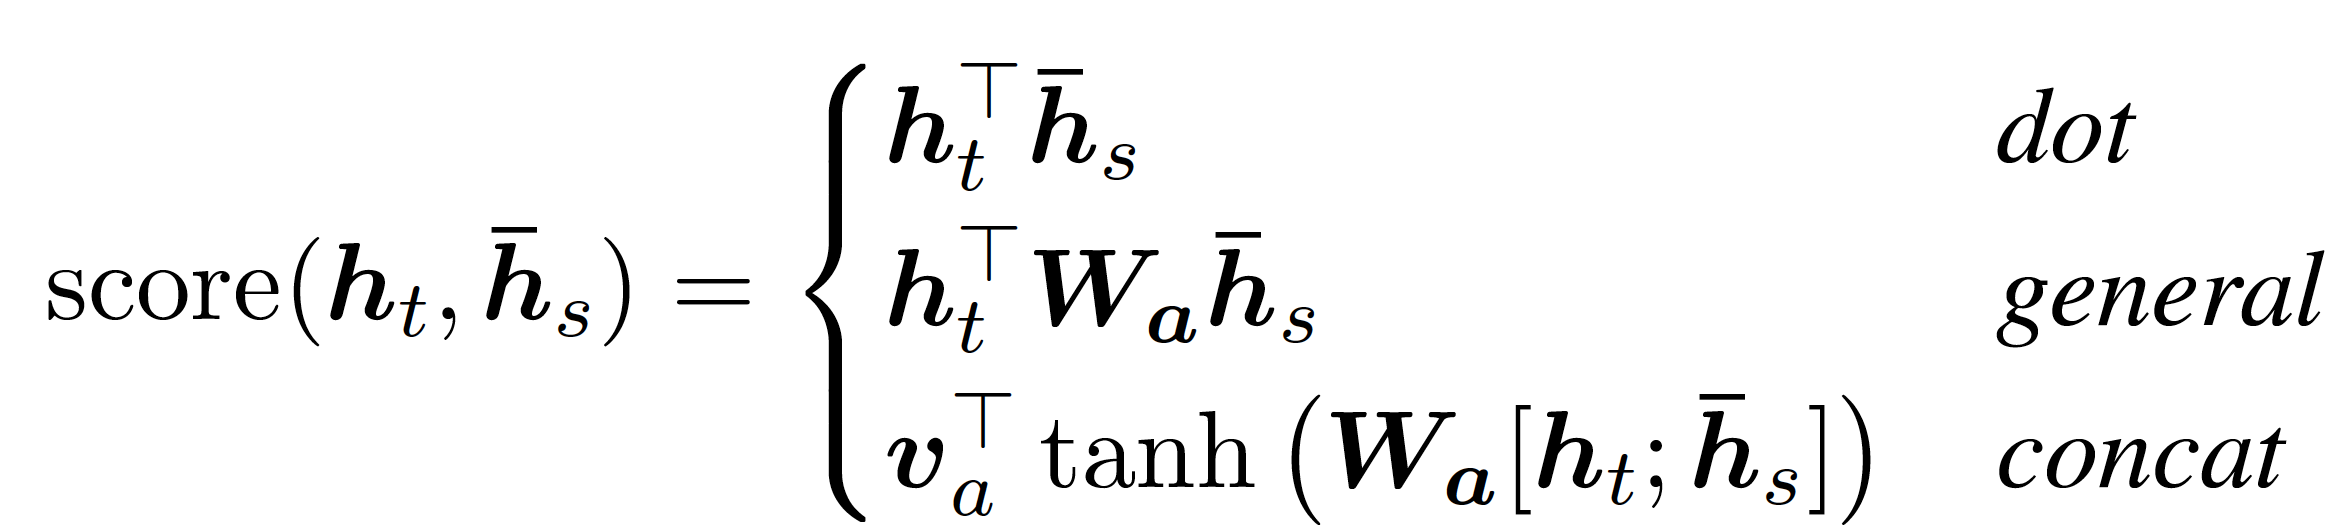 h_t^⊤ h̄_s dot
score(h_t, h̄_s) = { h_t^⊤ W_a h̄_s general
v_a^⊤ tanh (W_a[h_t; h̄_s]) concat